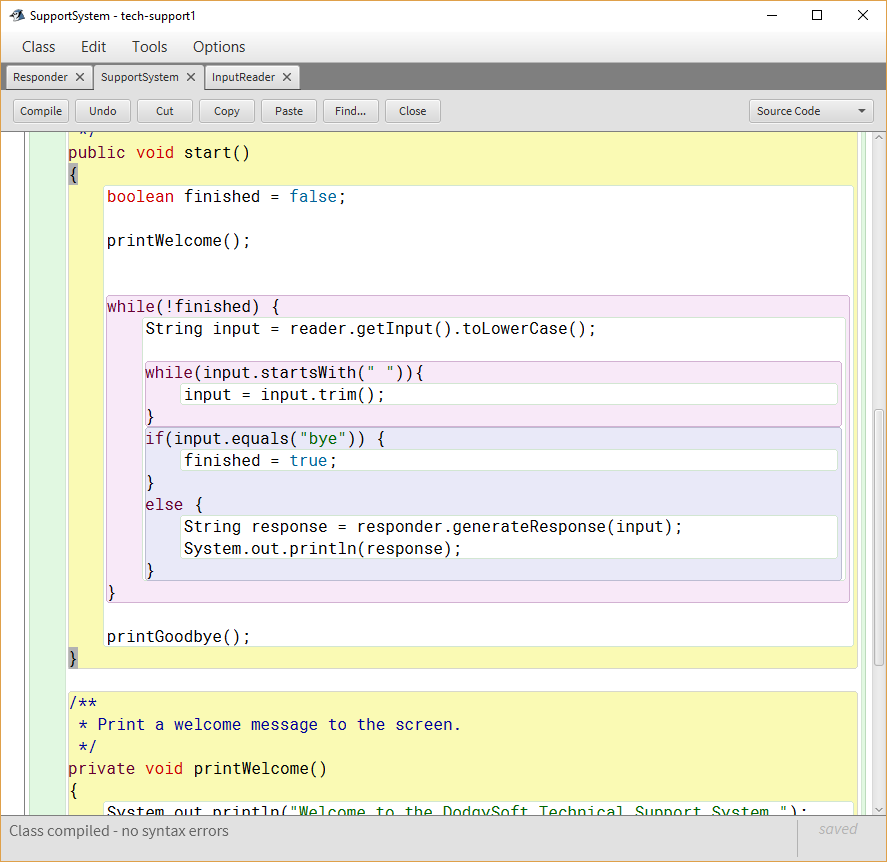 SupportSystem - tech-support1
Class Edit Tools Options
Responder SupportSystem InputReader
Compile Undo Cut Copy Paste Find... Close Source Code
*/
public void start()
{
boolean finished = false;
printWelcome();
while(!finished) {
String input = reader.getInput().toLowerCase();
while(input.startsWith(" ")){
input = input.trim();
}
if(input.equals("bye")) {
finished = true;
}
else {
String response = responder.generateResponse(input);
System.out.println(response);
}
}
printGoodbye();
}
/**
* Print a welcome message to the screen.
*/
private void printWelcome()
{
System.out.println("Welcome to the DodgySoft Technical Support System.");
Class compiled - no syntax errors
saved